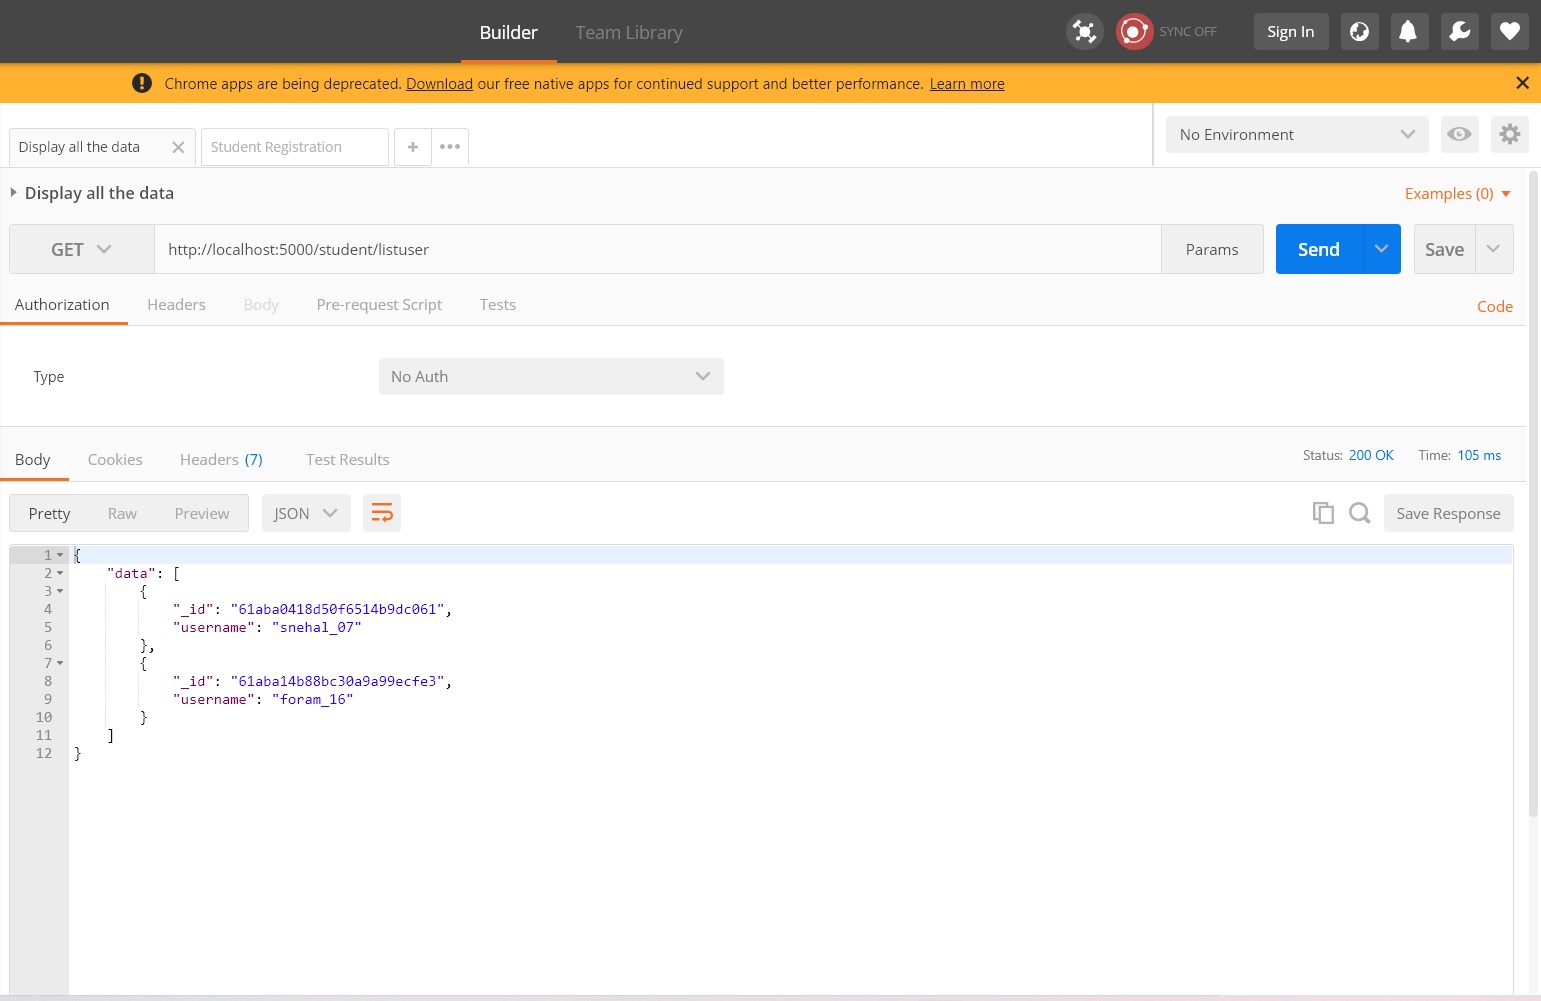 Builder Team Library SYNC OFF Sign In
Chrome apps are being deprecated. Download our free native apps for continued support and better performance. Learn more
Display all the data Student Registration + ••• No Environment
Display all the data Examples (0)
GET http://localhost:5000/student/listuser Params Send Save
Authorization Headers Body Pre-request Script Tests Code
Type No Auth
Body Cookies Headers (7) Test Results Status: 200 OK Time: 105 ms
Pretty Raw Preview JSON Save Response
1 {
2 "data": [
3 {
4 "_id": "61aba0418d50f6514b9dc061",
5 "username": "snehal_07"
6 },
7 {
8 "_id": "61aba14b88bc30a9a99ecfe3",
9 "username": "foram_16"
10 }
11 ]
12 }